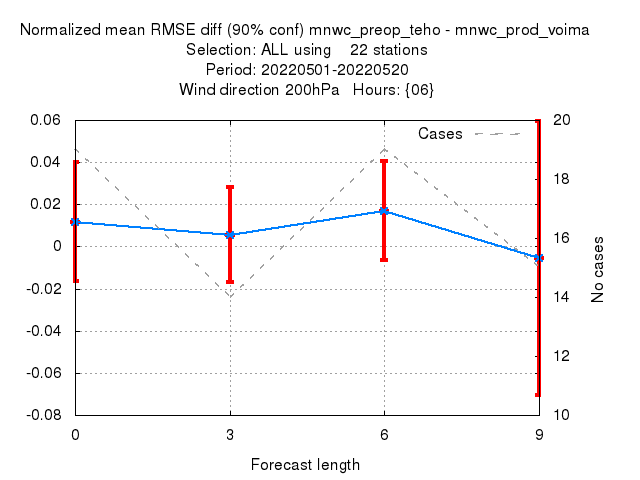 Normalized mean RMSE diff (90% conf) mnwc_preop_teho - mnwc_prod_voima
Selection: ALL using    22 stations
Period: 20220501-20220520
Wind direction 200hPa   Hours: {06}
0.06
0.04
0.02
0
-0.02
-0.04
-0.06
-0.08
Cases
20
18
16
14
12
10
No cases
0 3 6 9
Forecast length